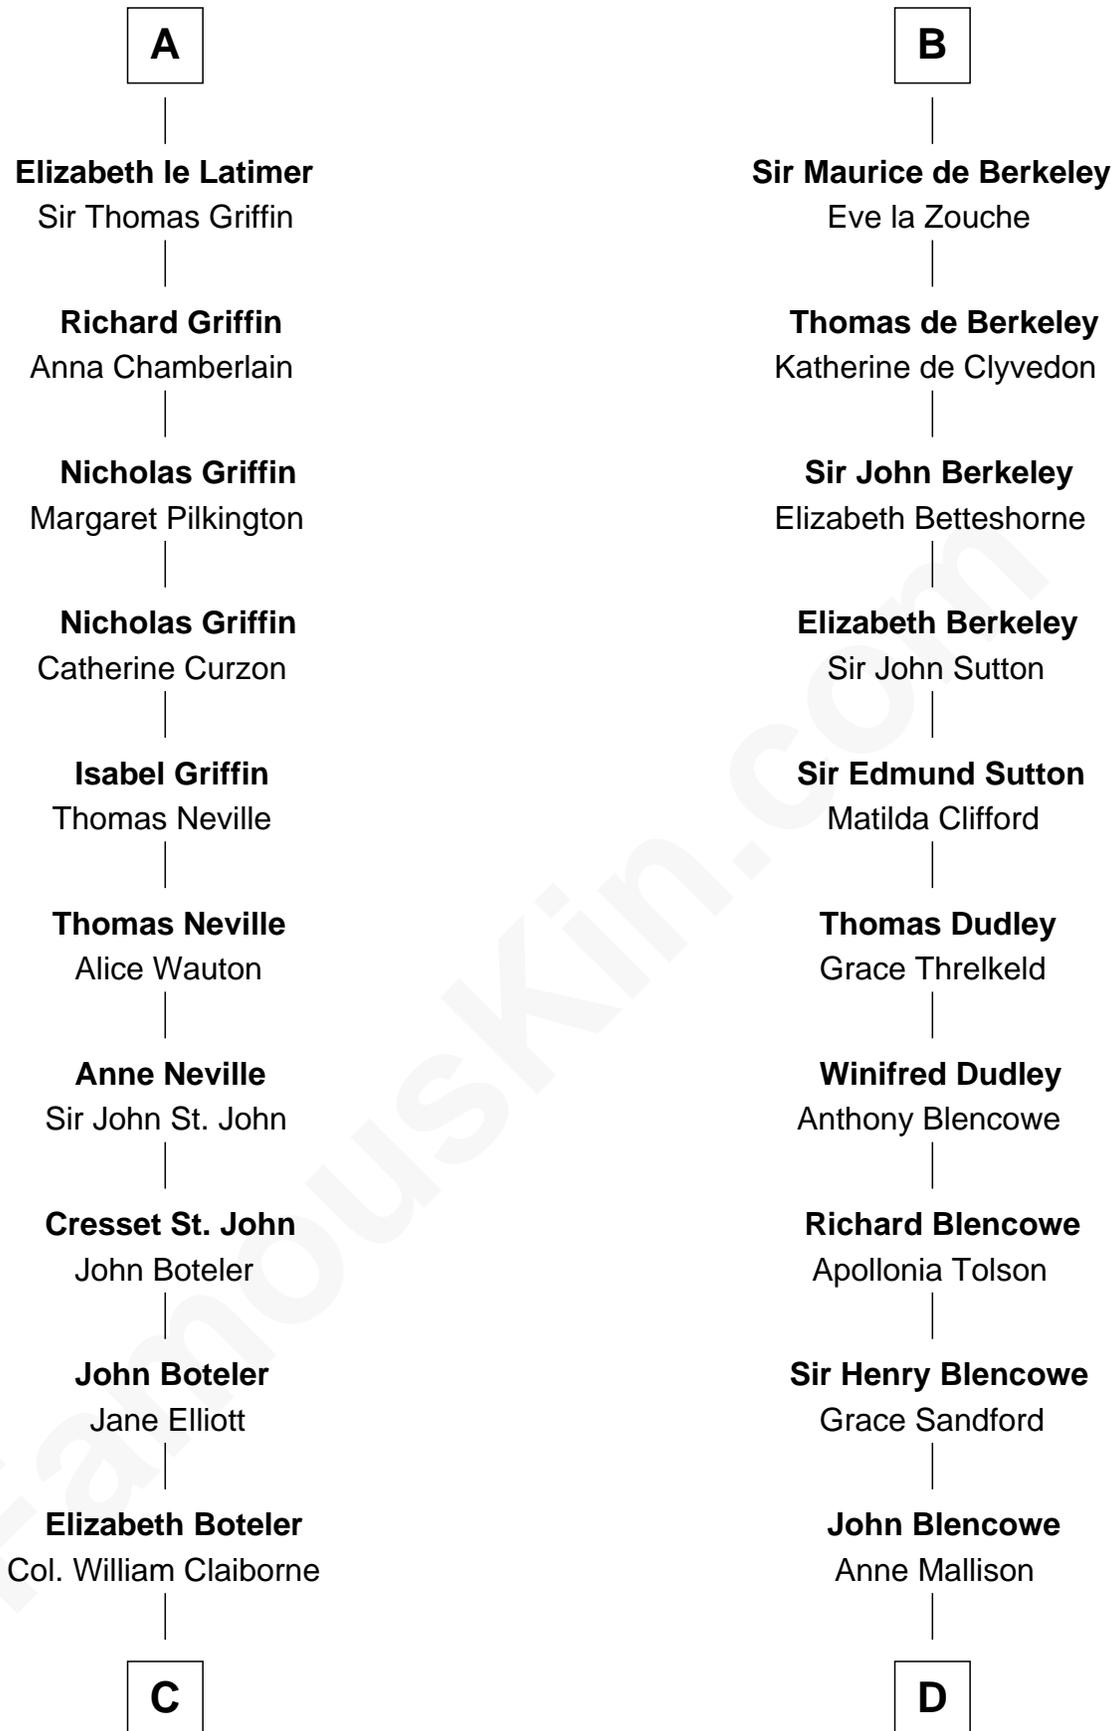 A
Elizabeth le Latimer
Sir Thomas Griffin
Richard Griffin
Anna Chamberlain
Nicholas Griffin
Margaret Pilkington
Nicholas Griffin
Catherine Curzon
Isabel Griffin
Thomas Neville
Thomas Neville
Alice Wauton
Anne Neville
Sir John St. John
Cresset St. John
John Boteler
John Boteler
Jane Elliott
Elizabeth Boteler
Col. William Claiborne
C
B
Sir Maurice de Berkeley
Eve la Zouche
Thomas de Berkeley
Katherine de Clyvedon
Sir John Berkeley
Elizabeth Betteshorne
Elizabeth Berkeley
Sir John Sutton
Sir Edmund Sutton
Matilda Clifford
Thomas Dudley
Grace Threlkeld
Winifred Dudley
Anthony Blencowe
Richard Blencowe
Apollonia Tolson
Sir Henry Blencowe
Grace Sandford
John Blencowe
Anne Mallison
D
FamousKin.com